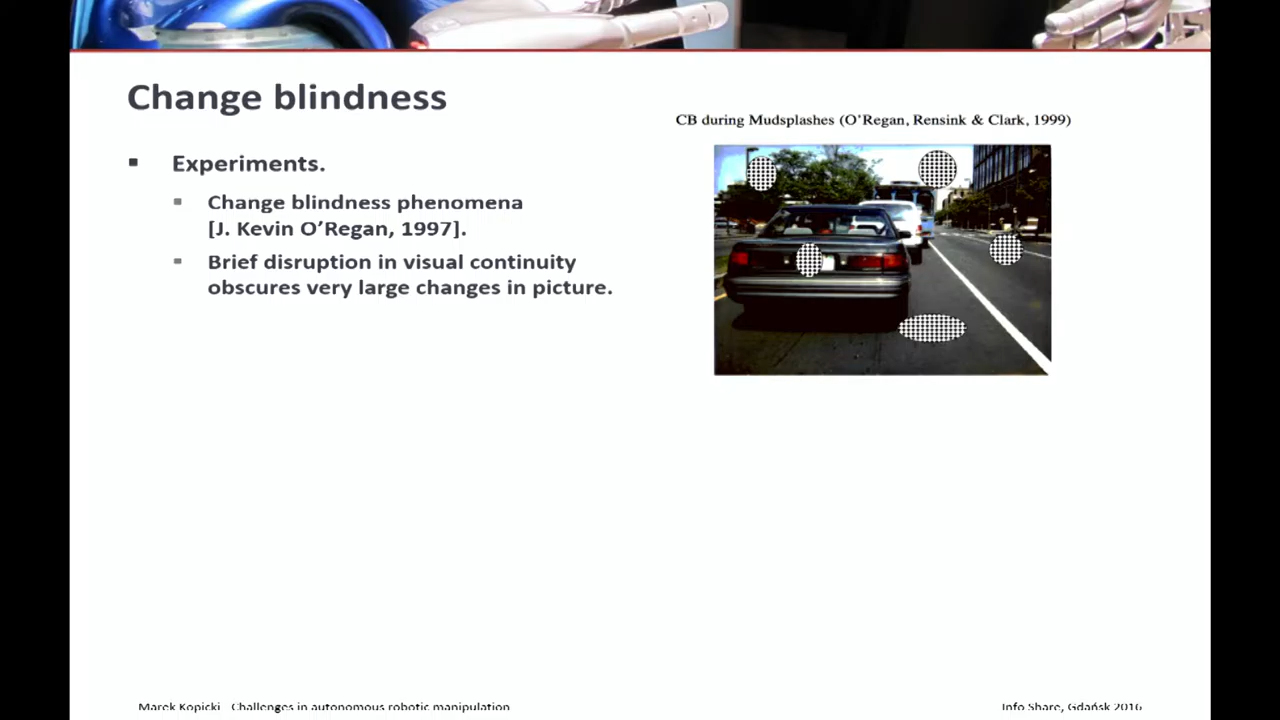 Change blindness
CB during Mudsplashes (O'Regan, Rensink & Clark, 1999)
Experiments.
Change blindness phenomena
[J. Kevin O’Regan, 1997].
Brief disruption in visual continuity
obscures very large changes in picture.
Marek Kopicki Challenges in autonomous robotic manipulation
Info Share, Gdańsk 2016